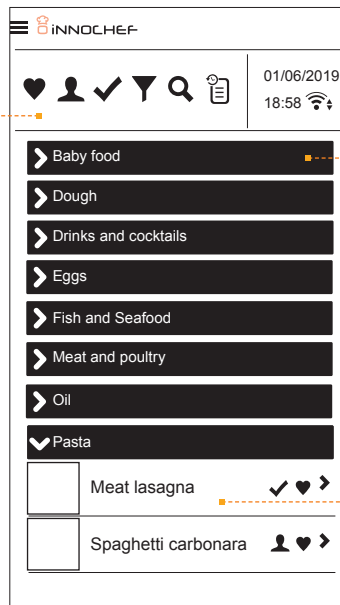 iNNOCHEF
01/06/2019
18:58
Baby food
Dough
Drinks and cocktails
Eggs
Fish and Seafood
Meat and poultry
Oil
Pasta
Meat lasagna
Spaghetti carbonara